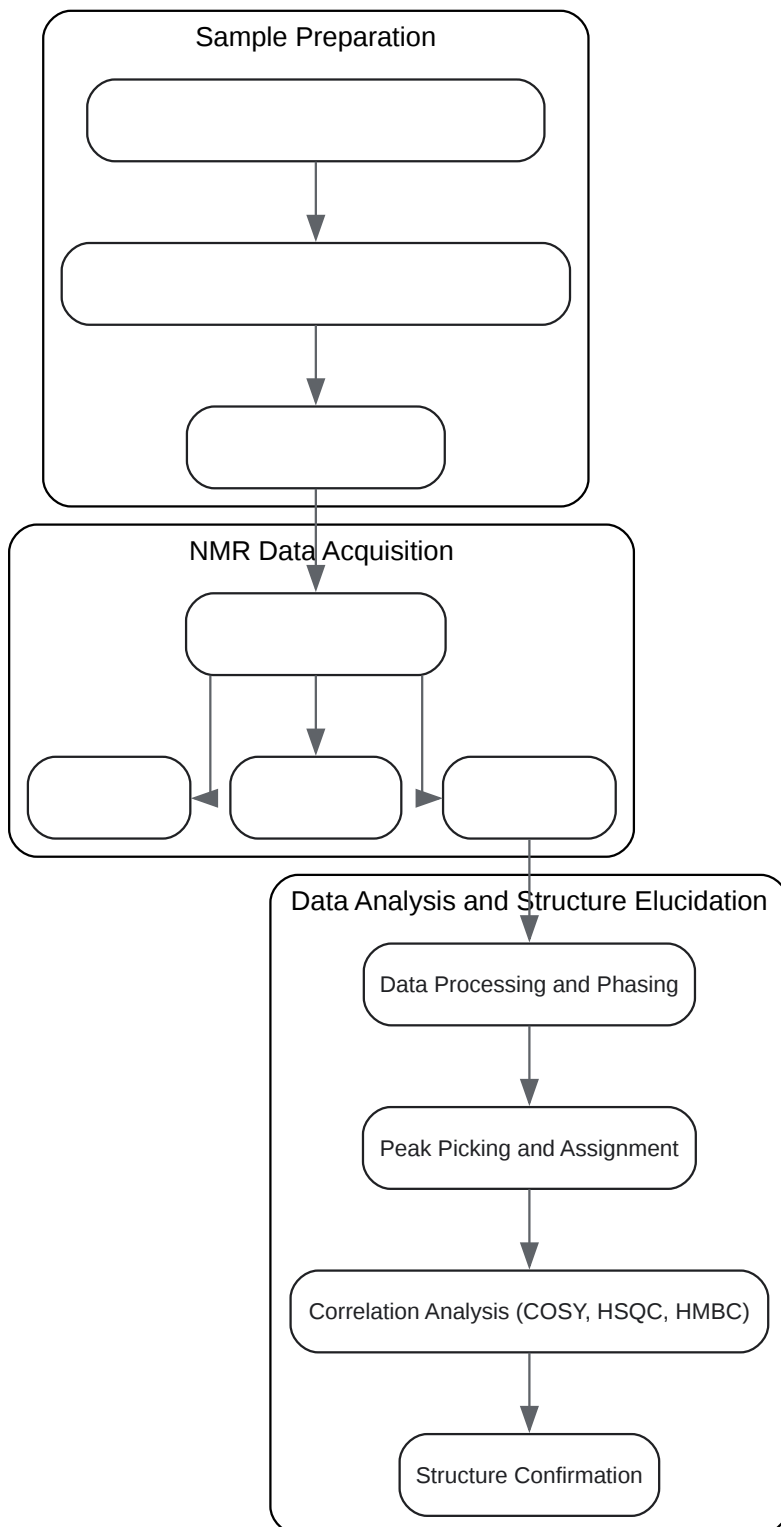 Sample Preparation
NMR Data Acquisition
Data Analysis and Structure Elucidation
Data Processing and Phasing
Peak Picking and Assignment
Correlation Analysis (COSY, HSQC, HMBC)
Structure Confirmation